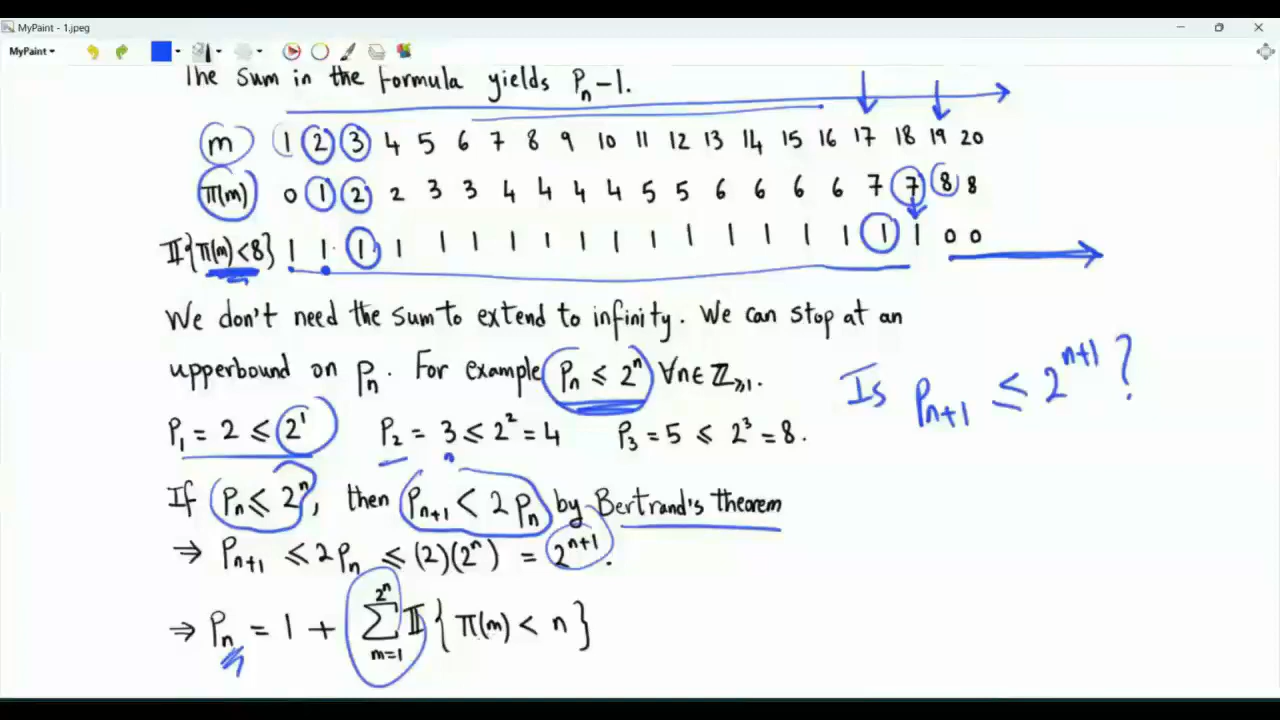 MyPaint - 1.jpeg
MyPaint
The sum in the formula yields Pn-1.
m 1 2 3 4 5 6 7 8 9 10 11 12 13 14 15 16 17 18 19 20
π(m) 0 1 2 2 3 3 4 4 4 4 5 5 6 6 6 6 7 7 8 8
𝕀{π(m)<8} 1 1 1 1 1 1 1 1 1 1 1 1 1 1 1 1 1 1 0 0
We don't need the sum to extend to infinity. We can stop at an
upperbound on Pn. For example Pn ≤ 2^n ∀n∈ℤ≥1.
Is Pn+1 ≤ 2^(n+1)?
P1 = 2 ≤ 2^1 P2 = 3 ≤ 2^2 = 4 P3 = 5 ≤ 2^3 = 8.
If Pn ≤ 2^n, then Pn+1 < 2Pn by Bertrand's theorem
⇒ Pn+1 ≤ 2Pn ≤ (2)(2^n) = 2^(n+1).
⇒ Pn = 1 + ∑_{m=1}^{2^n} 𝕀{π(m) < n}